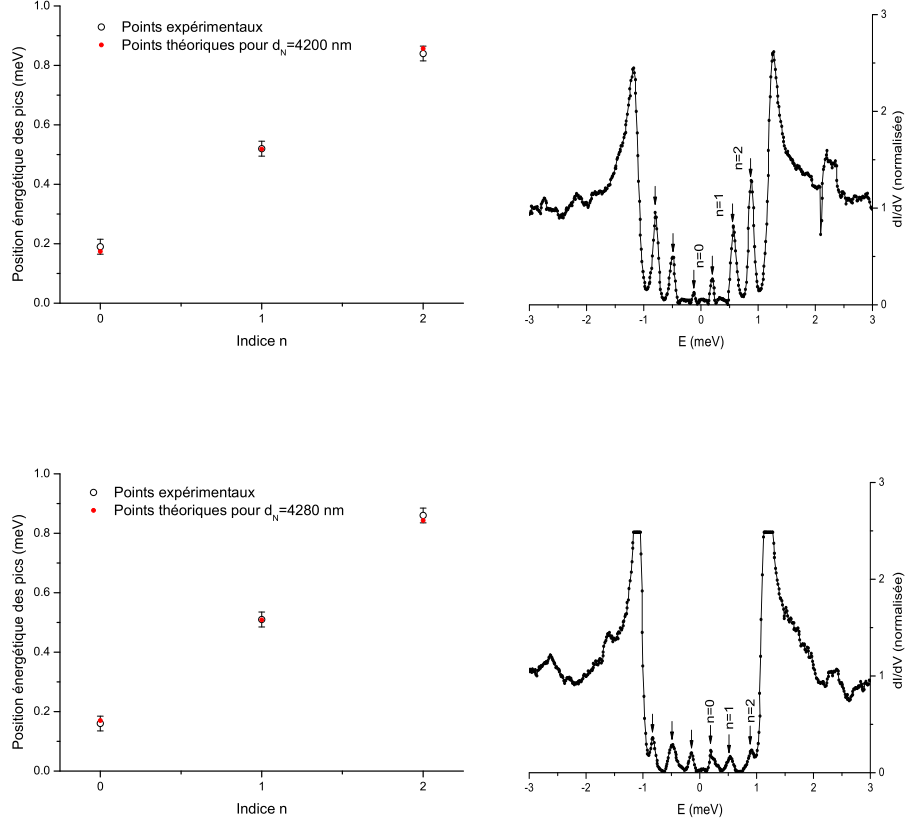 1.0
0.8
0.6
0.4
0.2
0.0
Position énergétique des pics (meV)
Points expérimentaux
Points théoriques pour dN=4200 nm
0
1
2
Indice n
3
2
1
0
dI/dV (normalisée)
n=0
n=1
n=2
-3
-2
-1
0
1
2
3
E (meV)
1.0
0.8
0.6
0.4
0.2
0.0
Position énergétique des pics (meV)
Points expérimentaux
Points théoriques pour dN=4280 nm
0
1
2
Indice n
3
2
1
0
dI/dV (normalisée)
n=0
n=1
n=2
-3
-2
-1
0
1
2
3
E (meV)